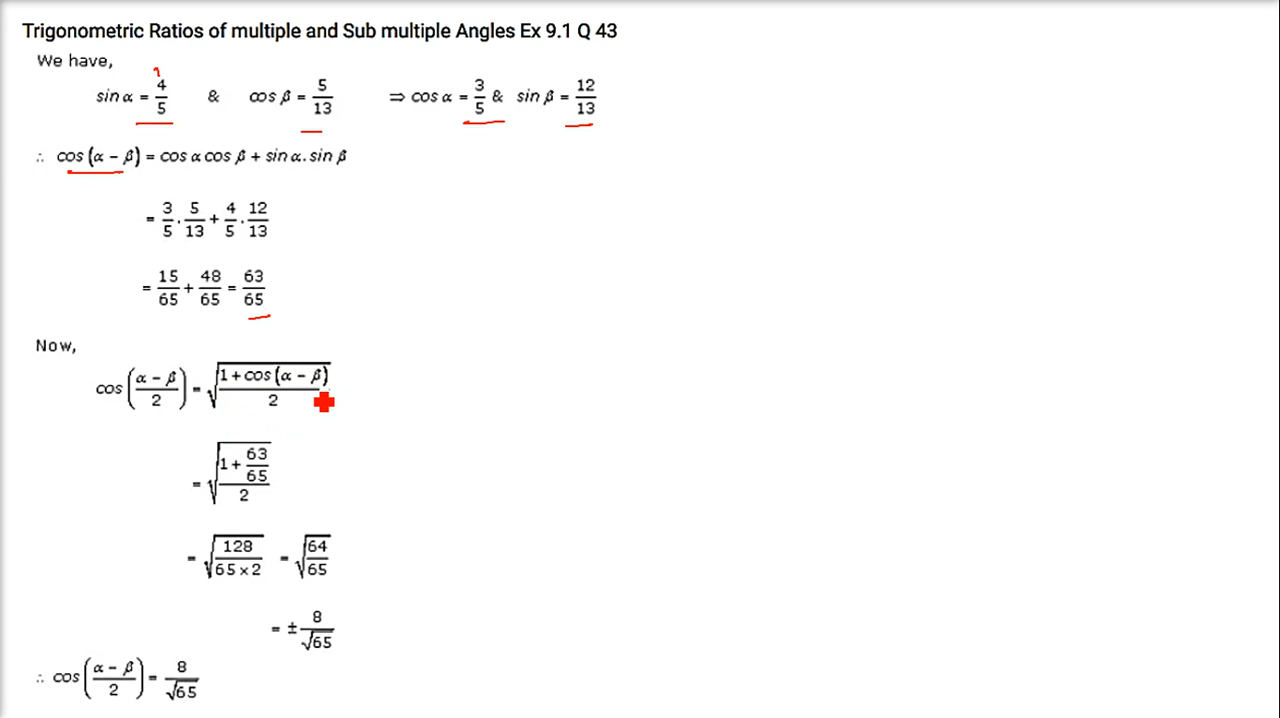 Trigonometric Ratios of multiple and Sub multiple Angles Ex 9.1 Q 43
We have,
sin α = 4/5 & cos β = 5/13 ⇒ cos α = 3/5 & sin β = 12/13
∴ cos(α − β) = cos α cos β + sin α. sin β
= 3/5 . 5/13 + 4/5 . 12/13
= 15/65 + 48/65 = 63/65
Now,
cos((α − β)/2) = √((1 + cos(α − β))/2)
= √((1 + 63/65)/2)
= √(128/(65 × 2)) = √(64/65)
= ± 8/√65
∴ cos((α − β)/2) = 8/√65